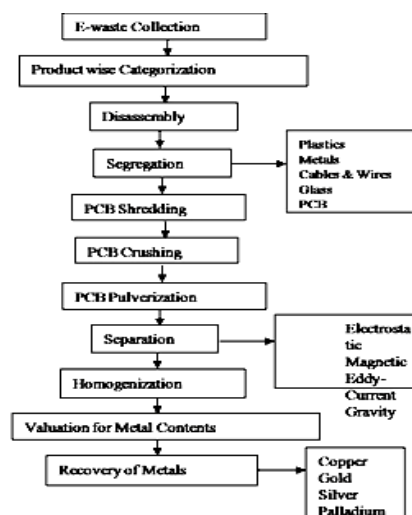 E-waste Collection
Product wise Categorization
Disassembly
Segregation
Plastics
Metals
Cables & Wires
Glass
PCB
PCB Shredding
PCB Crushing
PCB Pulverization
Separation
Electrosta
tic
Magnetic
Eddy-
Current
Gravity
Homogenization
Valuation for Metal Contents
Recovery of Metals
Copper
Gold
Silver
Palladium